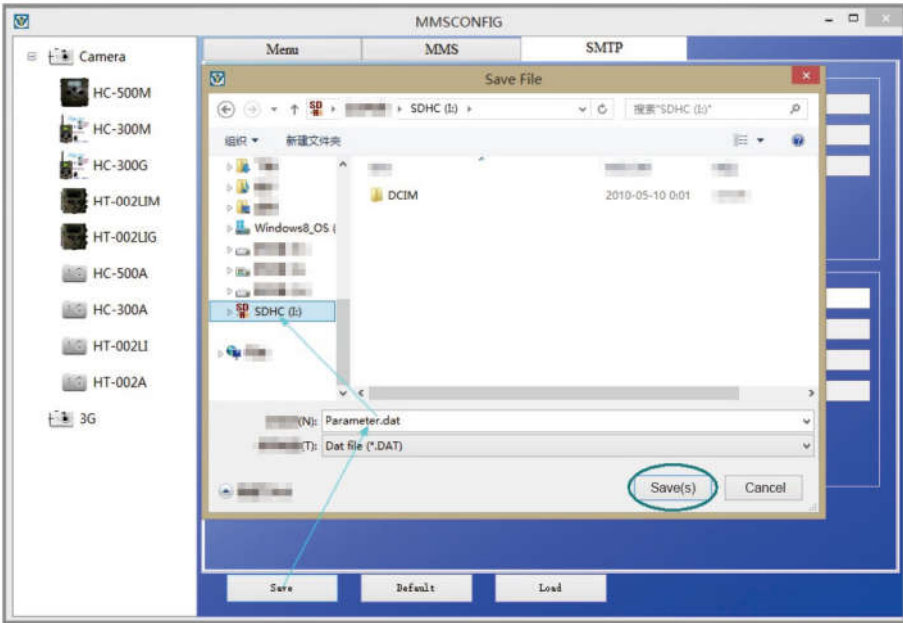 MMSCONFIG
Camera
HC-500M
HC-300M
HC-300G
HT-002LIM
HT-002LIG
HC-500A
HC-300A
HT-002LI
HT-002A
3G
Menu MMS SMTP
Save File
SDHC (I:)
搜索"SDHC (I:)"
组织 新建文件夹
DCIM 2010-05-10 0:01
Windows8_OS (
SDHC (I:)
(N): Parameter.dat
(T): Dat file (*.DAT)
Save(s) Cancel
Save Default Load